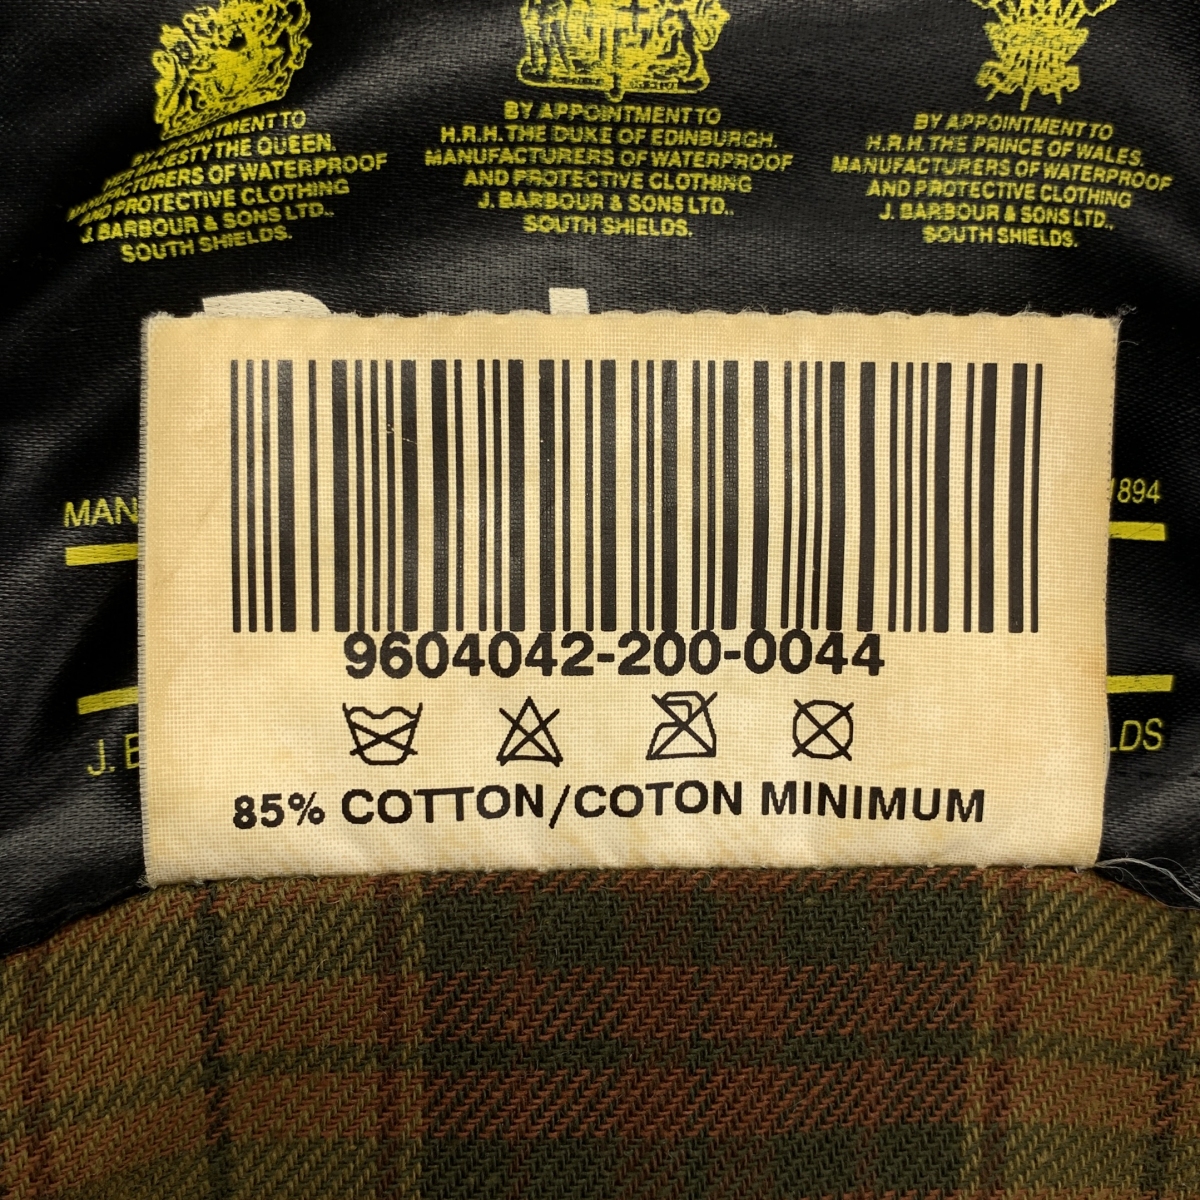 BY APPOINTMENT TO
HER MAJESTY THE QUEEN.
MANUFACTURERS OF WATERPROOF
AND PROTECTIVE CLOTHING
J. BARBOUR & SONS LTD.,
SOUTH SHIELDS.
BY APPOINTMENT TO
H.R.H. THE DUKE OF EDINBURGH.
MANUFACTURERS OF WATERPROOF
AND PROTECTIVE CLOTHING
J. BARBOUR & SONS LTD.,
SOUTH SHIELDS.
BY APPOINTMENT TO
H.R.H. THE PRINCE OF WALES.
MANUFACTURERS OF WATERPROOF
AND PROTECTIVE CLOTHING
J. BARBOUR & SONS LTD.,
SOUTH SHIELDS.
MAN
1894
9604042-200-0044
J. B
LDS
85% COTTON/COTON MINIMUM